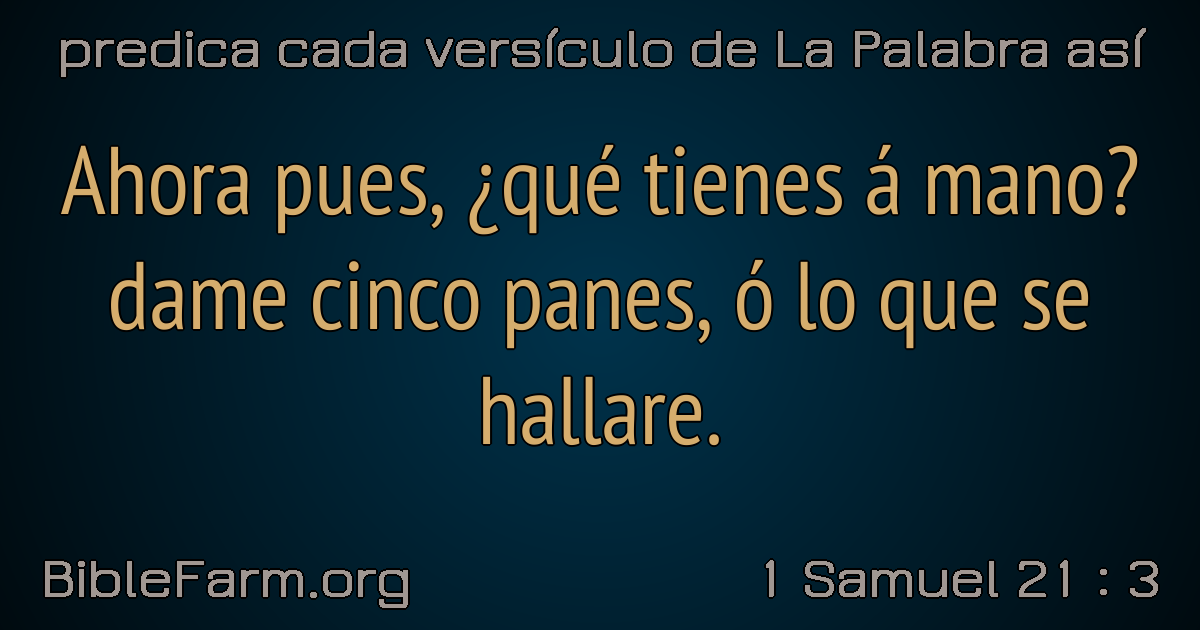 predica cada versículo de La Palabra así
Ahora pues, ¿qué tienes á mano?
dame cinco panes, ó lo que se
hallare.
BibleFarm.org
1 Samuel 21 : 3